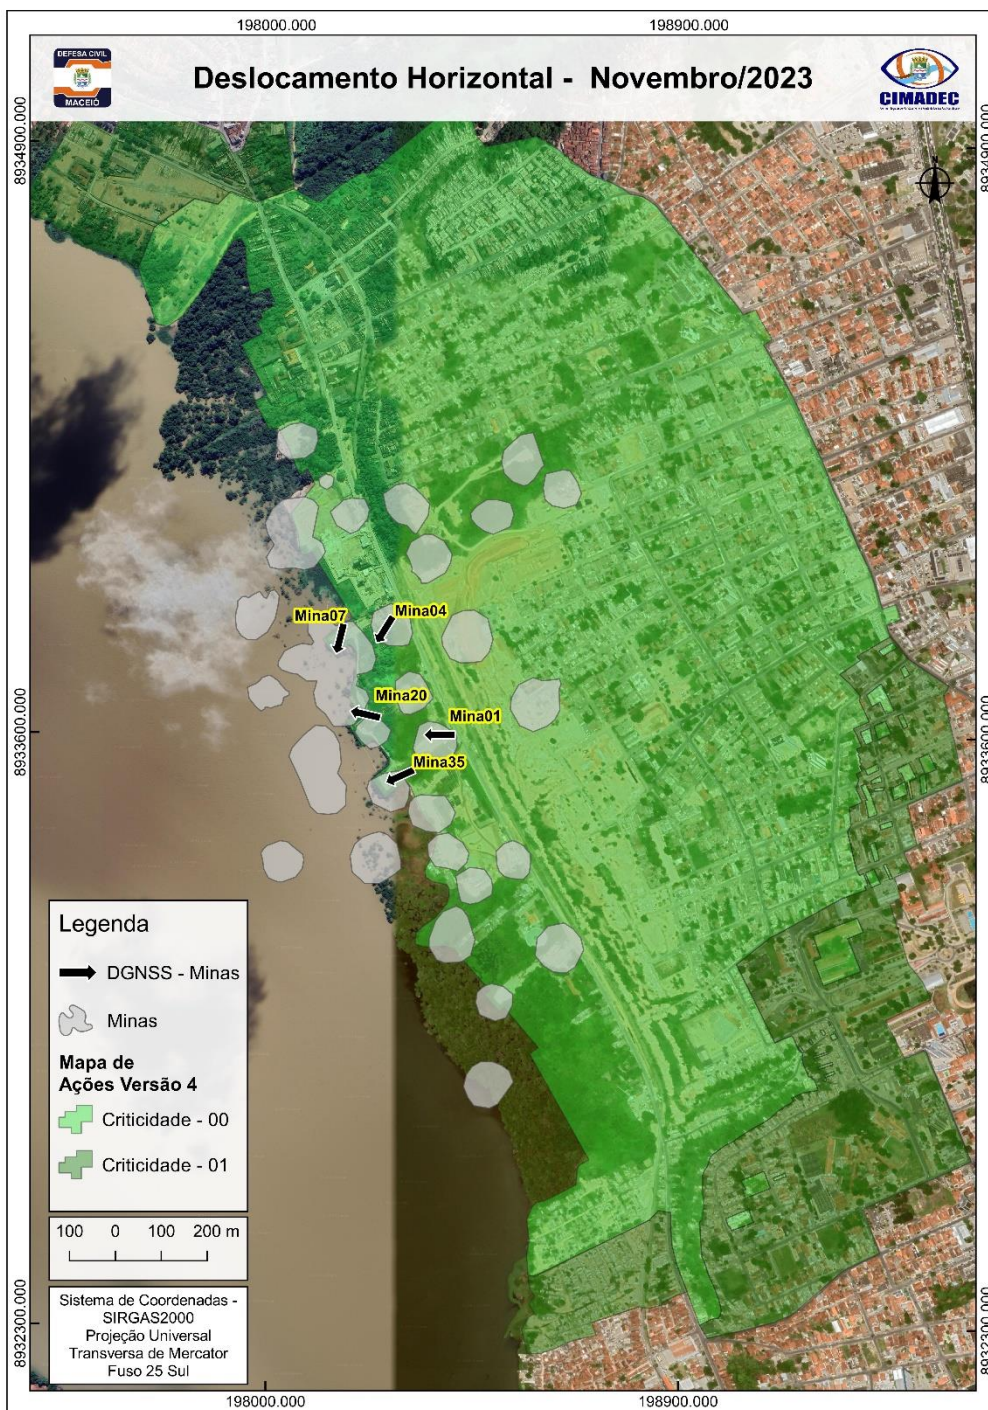 198000.000
198900.000
DEFESA CIVIL
MACEIÓ
Deslocamento Horizontal - Novembro/2023
CIMADEC
8934900.000
8934900.000
N
Mina07
Mina04
Mina20
Mina01
8933600.000
8933600.000
Mina35
Legenda
DGNSS - Minas
Minas
Mapa de
Ações Versão 4
Criticidade - 00
Criticidade - 01
100 0 100 200 m
Sistema de Coordenadas -
SIRGAS2000
Projeção Universal
Transversa de Mercator
Fuso 25 Sul
8932300.000
8932300.000
198000.000
198900.000